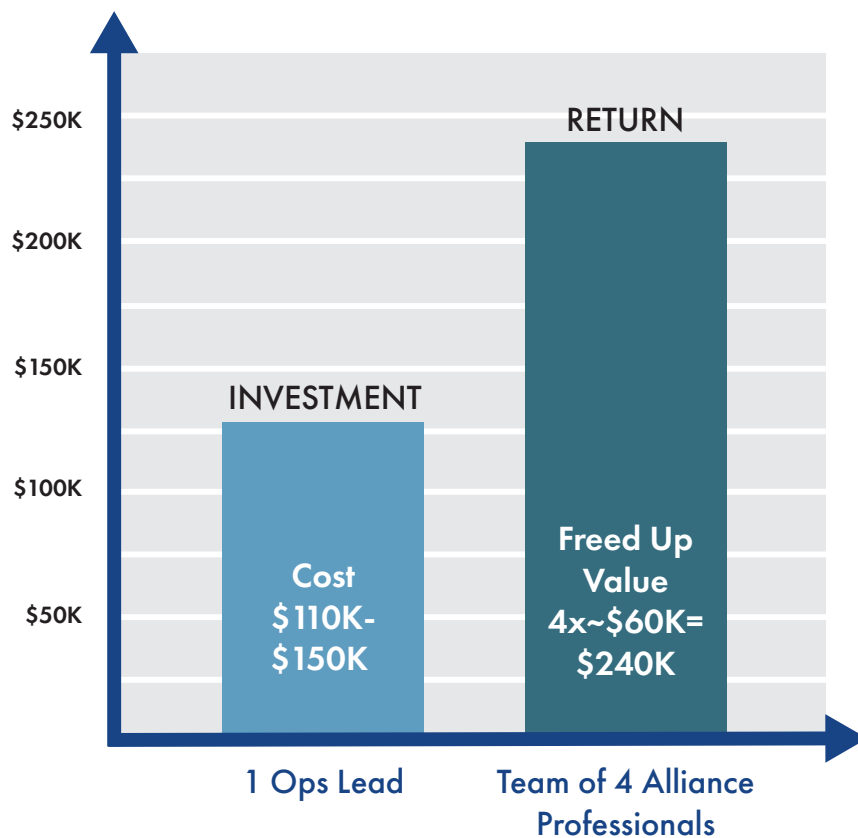 $250K
$200K
$150K
$100K
$50K
INVESTMENT
Cost
$110K-
$150K
RETURN
Freed Up
Value
4x~$60K=
$240K
1 Ops Lead
Team of 4 Alliance
Professionals